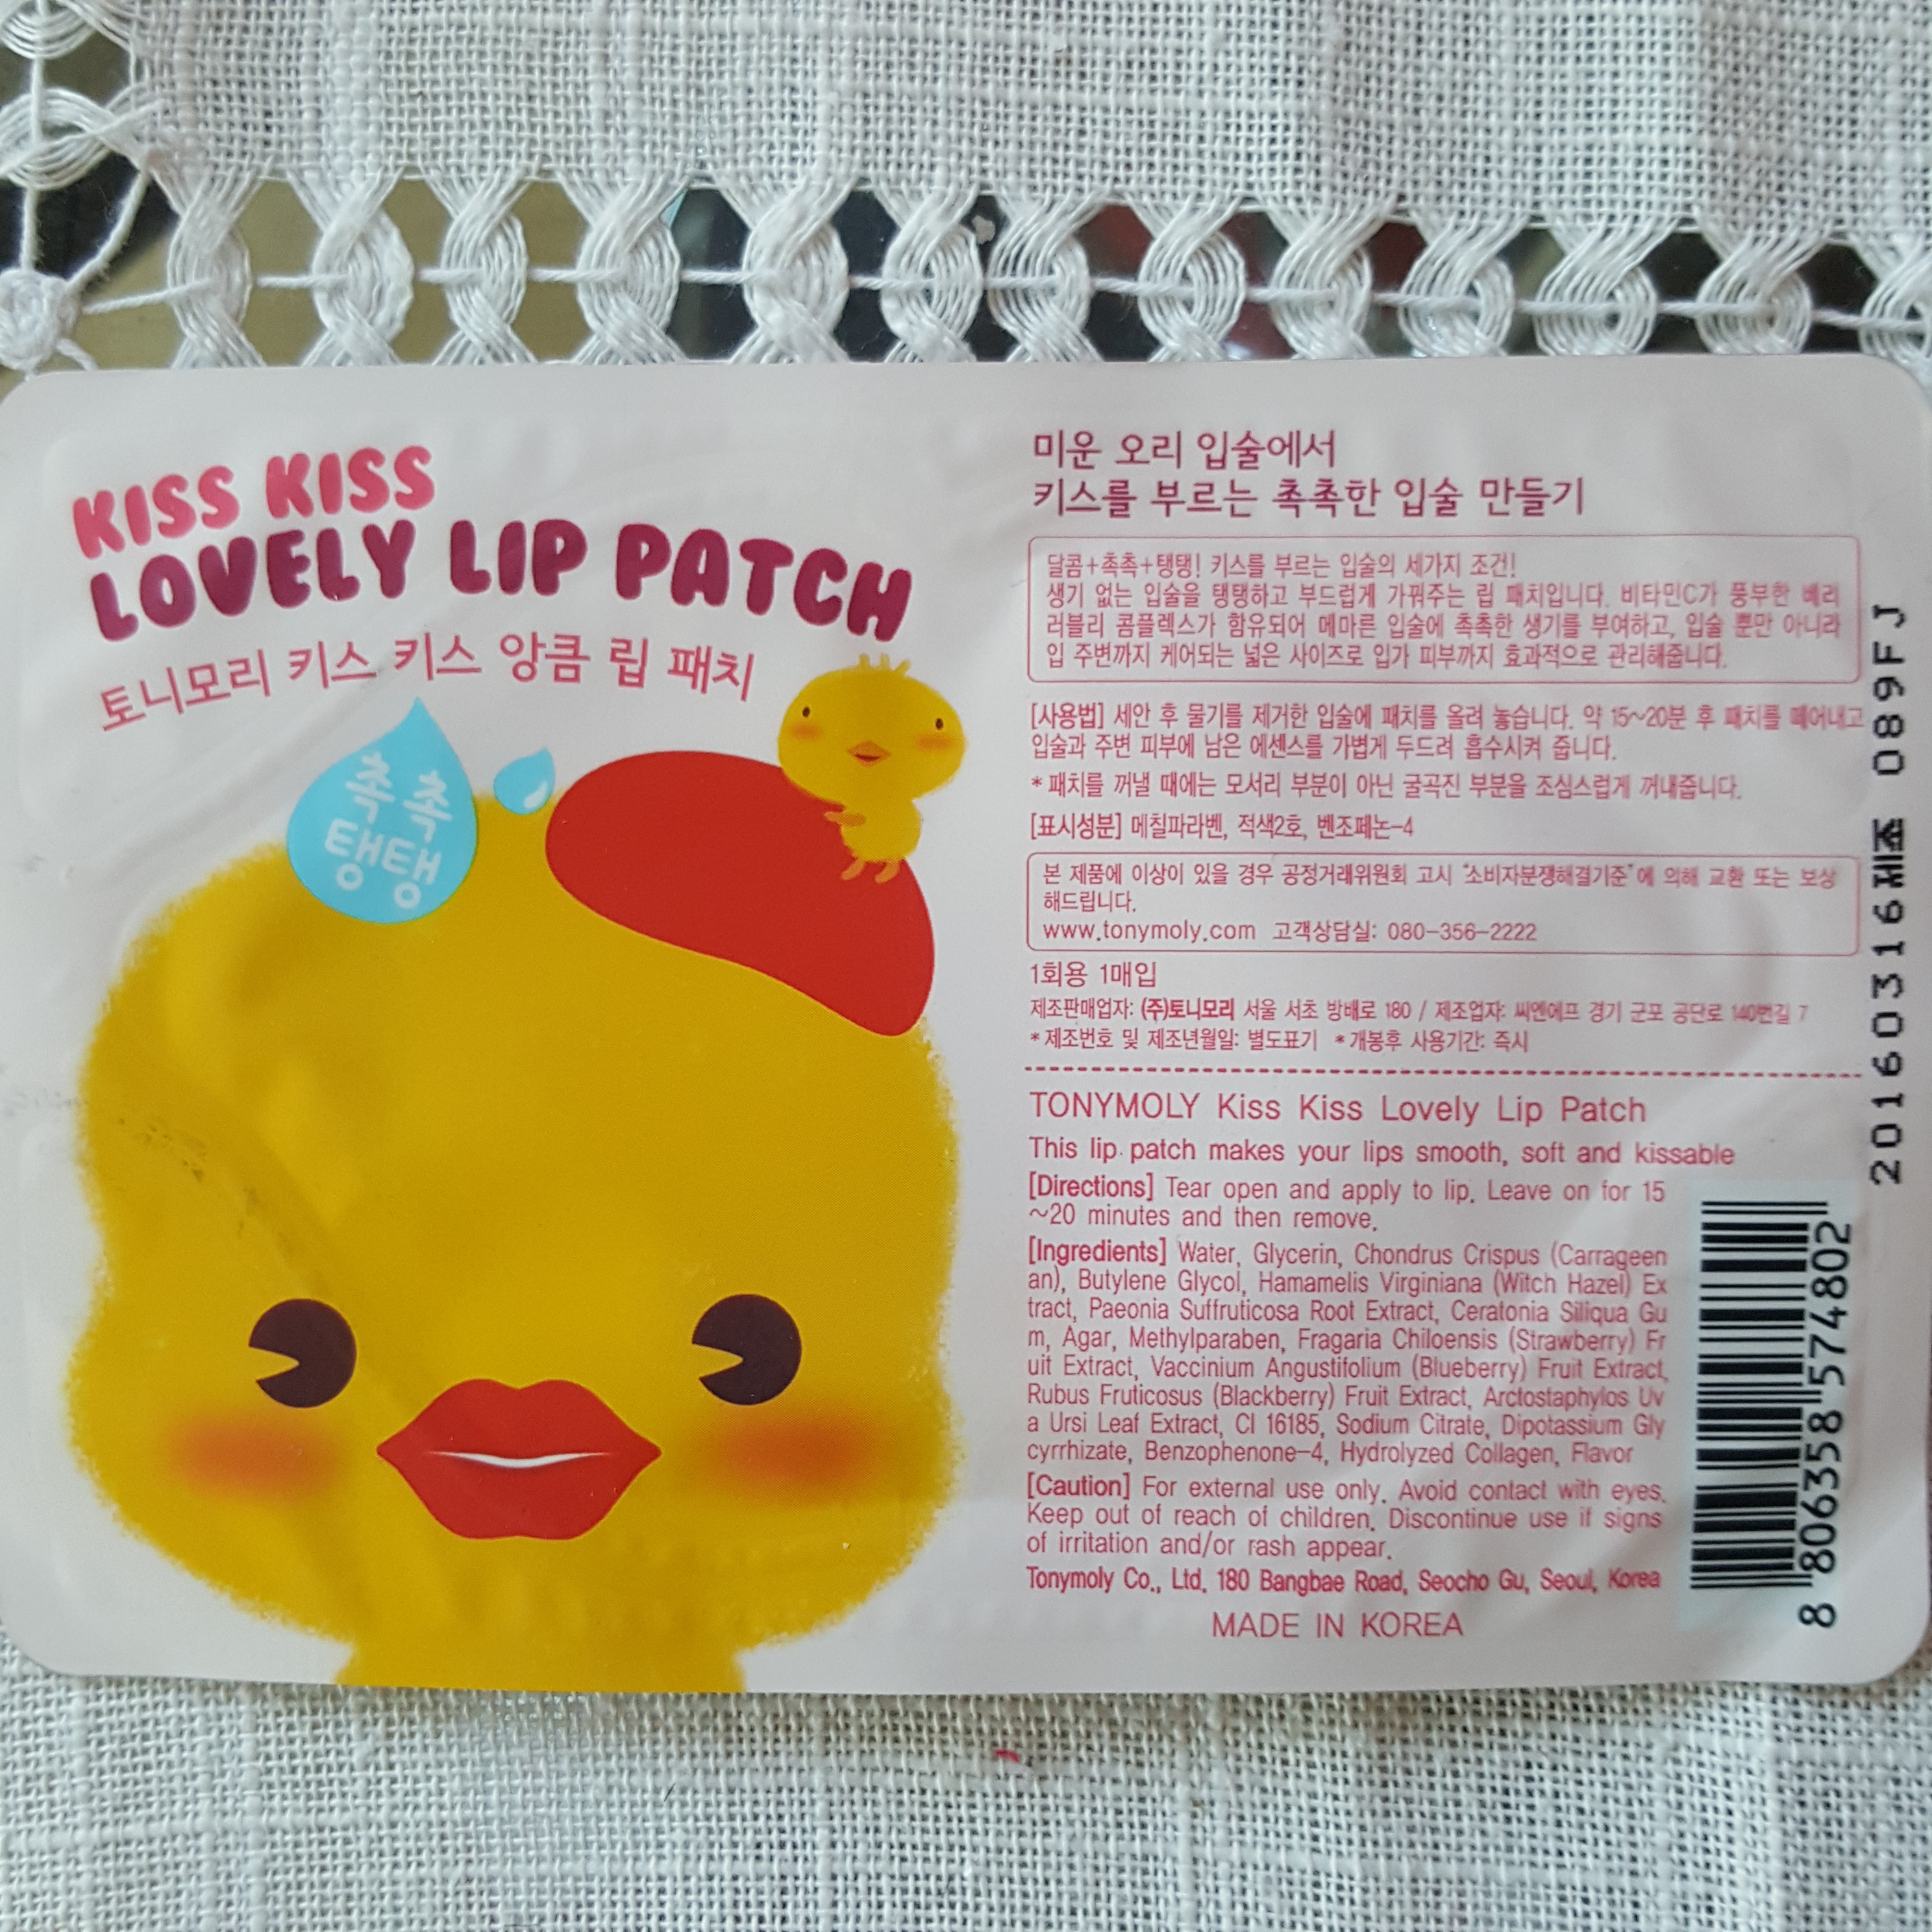 KISS KISS
LOVELY LIP PATCH
토니모리 키스 키스 앙큼 립 패치
촉촉
탱탱
미운 오리 입술에서
키스를 부르는 촉촉한 입술 만들기
달콤+촉촉+탱탱! 키스를 부르는 입술의 세가지 조건!
생기 없는 입술을 탱탱하고 부드럽게 가꿔주는 립 패치입니다. 비타민C가 풍부한 베리
러블리 콤플렉스가 함유되어 메마른 입술에 촉촉한 생기를 부여하고, 입술 뿐만 아니라
입 주변까지 케어되는 넓은 사이즈로 입가 피부까지 효과적으로 관리해줍니다.
[사용법] 세안 후 물기를 제거한 입술에 패치를 올려 놓습니다. 약 15~20분 후 패치를 떼어내고
입술과 주변 피부에 남은 에센스를 가볍게 두드려 흡수시켜 줍니다.
* 패치를 꺼낼 때에는 모서리 부분이 아닌 굴곡진 부분을 조심스럽게 꺼내줍니다.
[표시성분] 메칠파라벤, 적색2호, 벤조페논-4
본 제품에 이상이 있을 경우 공정거래위원회 고시 "소비자분쟁해결기준"에 의해 교환 또는 보상
해드립니다.
www.tonymoly.com 고객상담실: 080-356-2222
1회용 1매입
제조판매업자: (주)토니모리 서울 서초 방배로 180 / 제조업자: 씨엔에프 경기 군포 공단로 140번길 7
* 제조번호 및 제조년월일: 별도표기 * 개봉후 사용기간: 즉시
TONYMOLY Kiss Kiss Lovely Lip Patch
This lip patch makes your lips smooth, soft and kissable
[Directions] Tear open and apply to lip. Leave on for 15
~20 minutes and then remove.
[Ingredients] Water, Glycerin, Chondrus Crispus (Carrageen
an), Butylene Glycol, Hamamelis Virginiana (Witch Hazel) Ex
tract, Paeonia Suffruticosa Root Extract, Ceratonia Siliqua Gu
m, Agar, Methylparaben, Fragaria Chiloensis (Strawberry) Fr
uit Extract, Vaccinium Angustifolium (Blueberry) Fruit Extract,
Rubus Fruticosus (Blackberry) Fruit Extract, Arctostaphylos Uv
a Ursi Leaf Extract, CI 16185, Sodium Citrate, Dipotassium Gly
cyrrhizate, Benzophenone-4, Hydrolyzed Collagen, Flavor
[Caution] For external use only. Avoid contact with eyes.
Keep out of reach of children. Discontinue use if signs
of irritation and/or rash appear.
Tonymoly Co., Ltd. 180 Bangbae Road, Seocho Gu, Seoul, Korea
MADE IN KOREA
20160316제조 089FJ
8 806358 574802